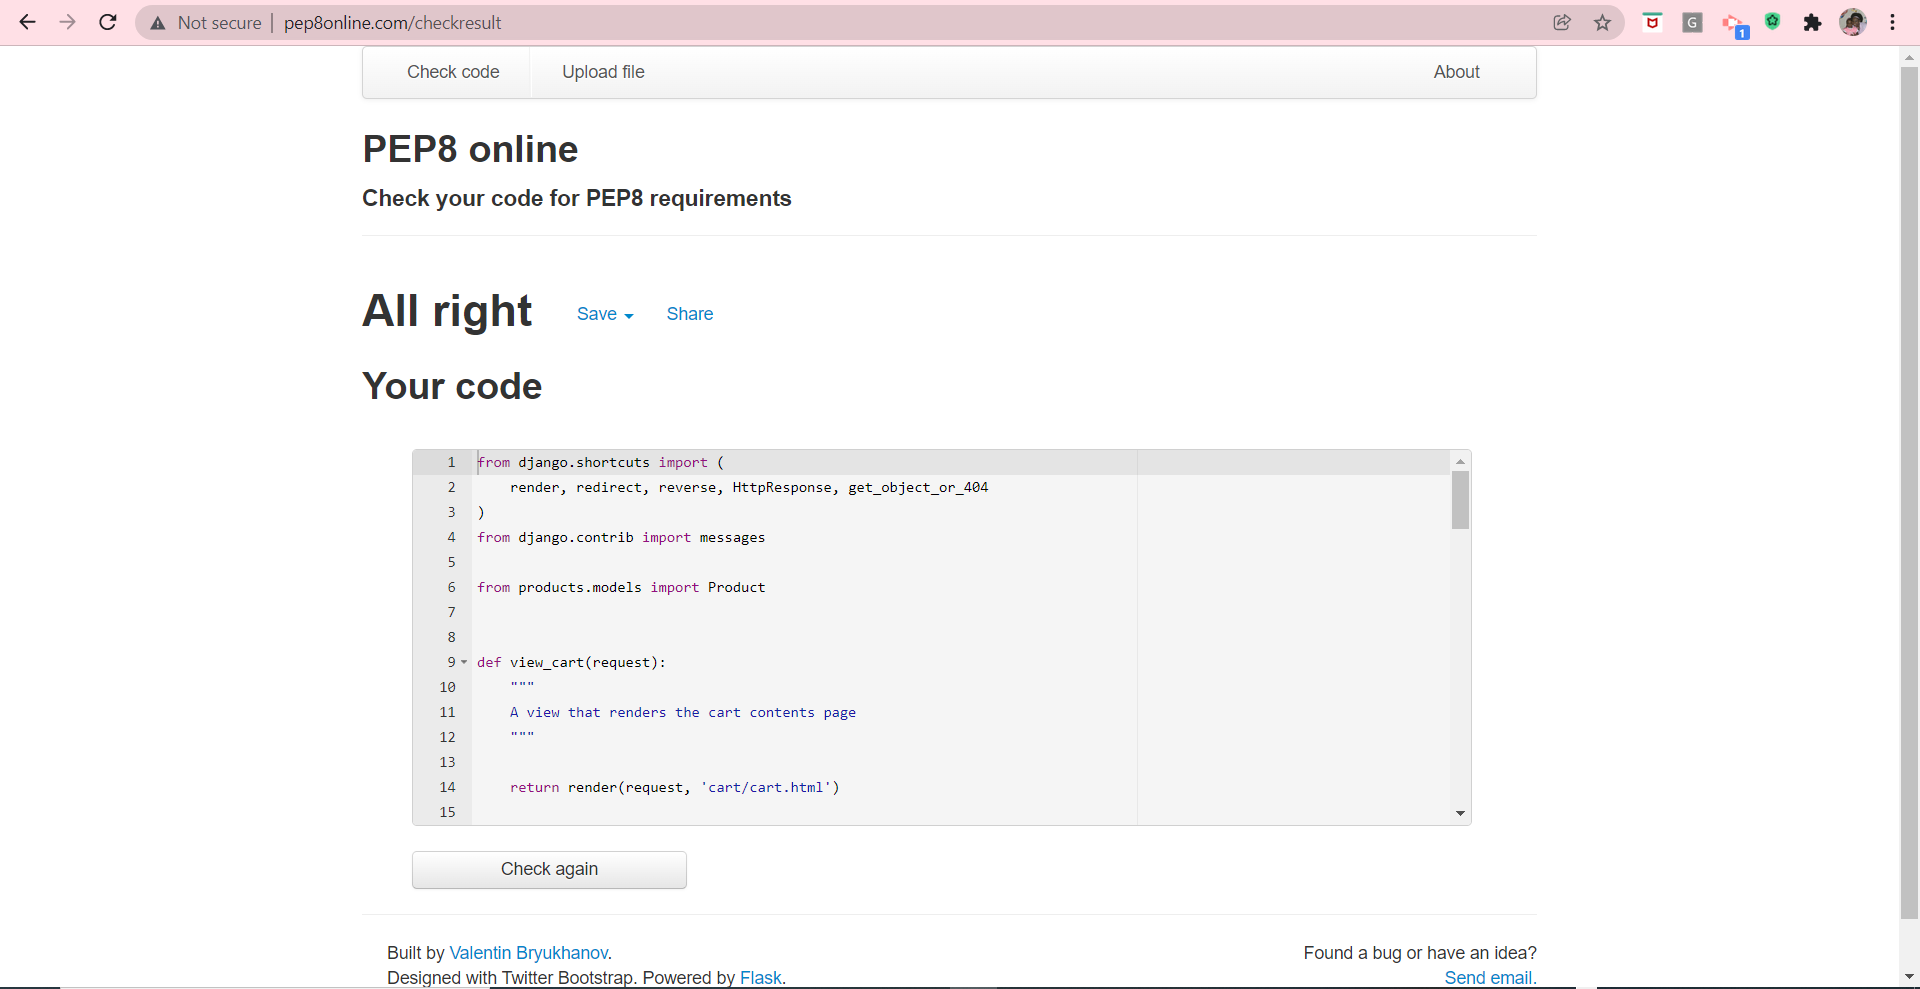 Not secure | pep8online.com/checkresult
G
1
Check code
Upload file
About
PEP8 online
Check your code for PEP8 requirements
All right
Save
Share
Your code
1 from django.shortcuts import (
2     render, redirect, reverse, HttpResponse, get_object_or_404
3 )
4 from django.contrib import messages
5
6 from products.models import Product
7
8
9 def view_cart(request):
10     """
11     A view that renders the cart contents page
12     """
13
14     return render(request, 'cart/cart.html')
15
Check again
Built by Valentin Bryukhanov.
Designed with Twitter Bootstrap. Powered by Flask.
Found a bug or have an idea?
Send email.